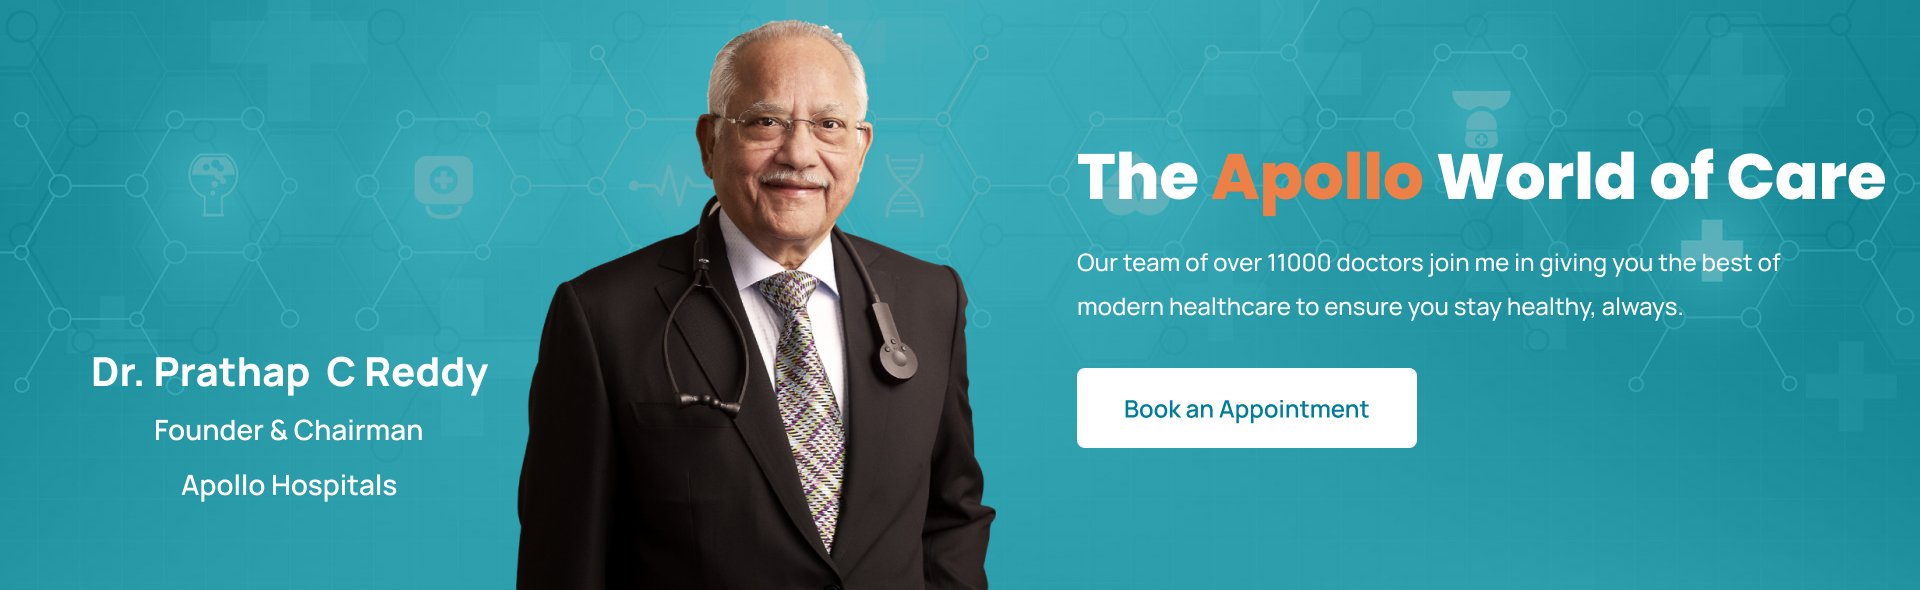 Dr. Prathap C Reddy
Founder & Chairman
Apollo Hospitals
The Apollo World of Care
Our team of over 11000 doctors join me in giving you the best of
modern healthcare to ensure you stay healthy, always.
Book an Appointment